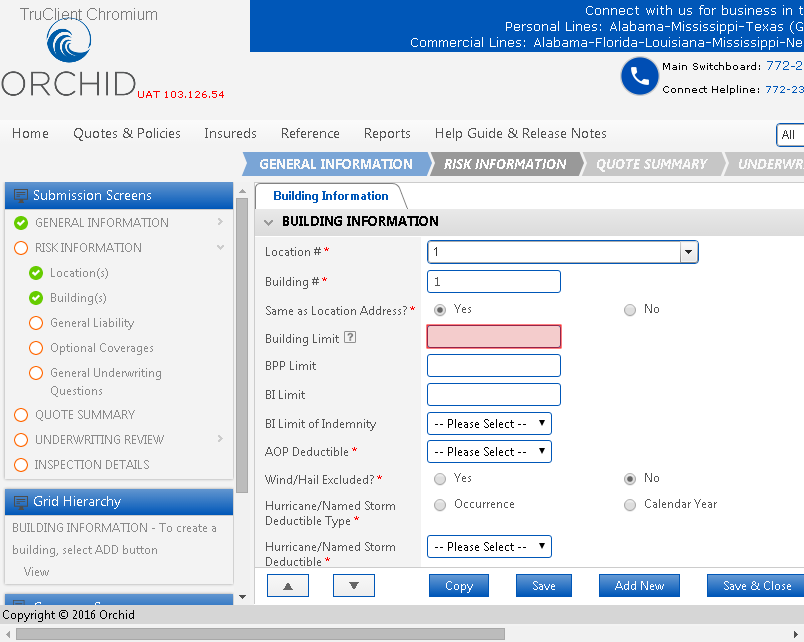 TruClient Chromium
ORCHID
UAT 103.126.54
Connect with us for business in t
Personal Lines: Alabama-Mississippi-Texas (G
Commercial Lines: Alabama-Florida-Louisiana-Mississippi-Ne
Main Switchboard: 772-2
Connect Helpline: 772-23
Home Quotes & Policies Insureds Reference Reports Help Guide & Release Notes All
GENERAL INFORMATION RISK INFORMATION QUOTE SUMMARY UNDERWR
Submission Screens
GENERAL INFORMATION
RISK INFORMATION
Location(s)
Building(s)
General Liability
Optional Coverages
General Underwriting
Questions
QUOTE SUMMARY
UNDERWRITING REVIEW
INSPECTION DETAILS
Grid Hierarchy
BUILDING INFORMATION - To create a
building, select ADD button
View
Building Information
BUILDING INFORMATION
Location #* 1
Building #* 1
Same as Location Address?* Yes No
Building Limit ?
BPP Limit
BI Limit
BI Limit of Indemnity -- Please Select --
AOP Deductible * -- Please Select --
Wind/Hail Excluded?* Yes No
Hurricane/Named Storm
Deductible Type * Occurrence Calendar Year
Hurricane/Named Storm
Deductible * -- Please Select --
Copy Save Add New Save & Close
Copyright © 2016 Orchid